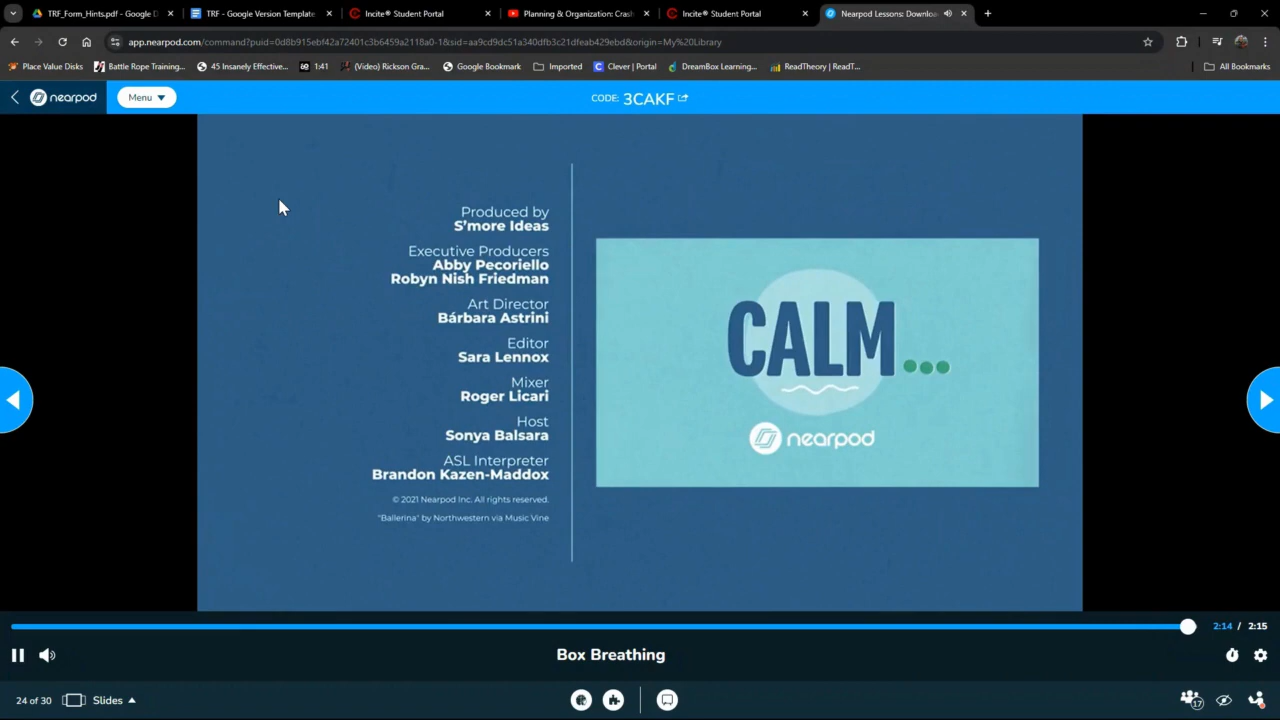 TRF_Form_Hints.pdf - Google D
TRF - Google Version Template
Incite® Student Portal
Planning & Organization: Cras
Incite® Student Portal
Nearpod Lessons: Downloa
app.nearpod.com/command?puid=0d8b915ebf42a72401c3b6459a2118a0-1&sid=aa9cd9dc51a340dfb3c21dfeab429ebd&origin=My%20Library
Place Value Disks
Battle Rope Training...
45 Insanely Effective...
1:41
(Video) Rickson Gra...
Google Bookmark
Imported
Clever | Portal
DreamBox Learning...
ReadTheory | ReadT...
All Bookmarks
nearpod
Menu
CODE: 3CAKF
Produced by
S'more Ideas
Executive Producers
Abby Pecoriello
Robyn Nish Friedman
Art Director
Bárbara Astrini
Editor
Sara Lennox
Mixer
Roger Licari
Host
Sonya Balsara
ASL Interpreter
Brandon Kazen-Maddox
© 2021 Nearpod Inc. All rights reserved.
"Ballerina" by Northwestern via Music Vine
CALM...
nearpod
2:14 / 2:15
Box Breathing
24 of 30
Slides
17